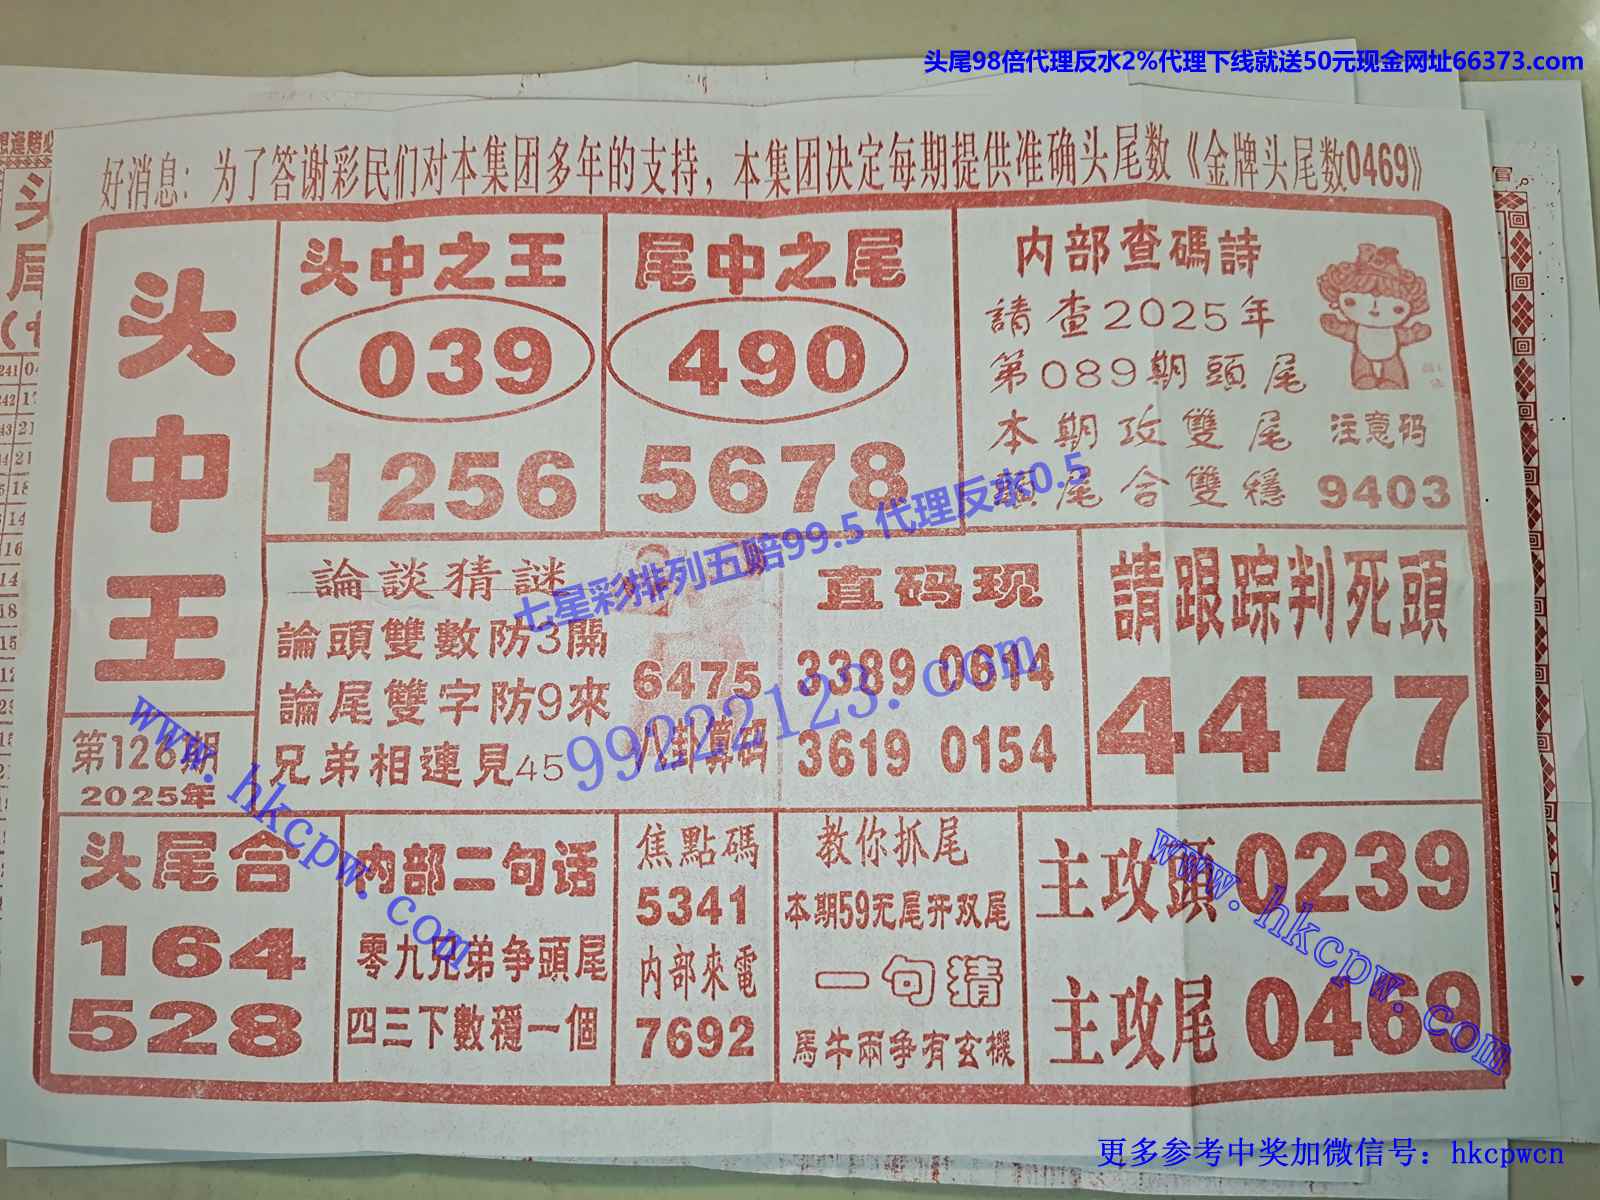 头尾98倍代理反水2%代理下线就送50元现金网址66373.com
好消息：为了答谢彩民们对本集团多年的支持，本集团决定每期提供准确头尾数《金牌头尾数0469》
头中王
第126期
2025年
头中之王
039
1256
尾中之尾
490
5678
内部查碼詩
請查2025年
第089期頭尾
本期攻雙尾
頭尾合雙穩
注意码
9403
論談猜謎
論頭雙數防3開
論尾雙字防9來
兄弟相連見45
6475
八卦算码
直码现
3389 0614
3619 0154
請跟踪判死頭
4477
头尾合
164
528
内部二句话
零九兄弟争頭尾
四三下數穩一個
焦點碼
5341
内部來電
7692
教你抓尾
本期59无尾开双尾
一句猜
馬牛兩争有玄機
主攻頭0239
主攻尾0469
七星彩排列五赔99.5 代理反水0.5
99222123.com
www.hkcpw.com
www.hkcpw.com
更多参考中奖加微信号：hkcpwcn